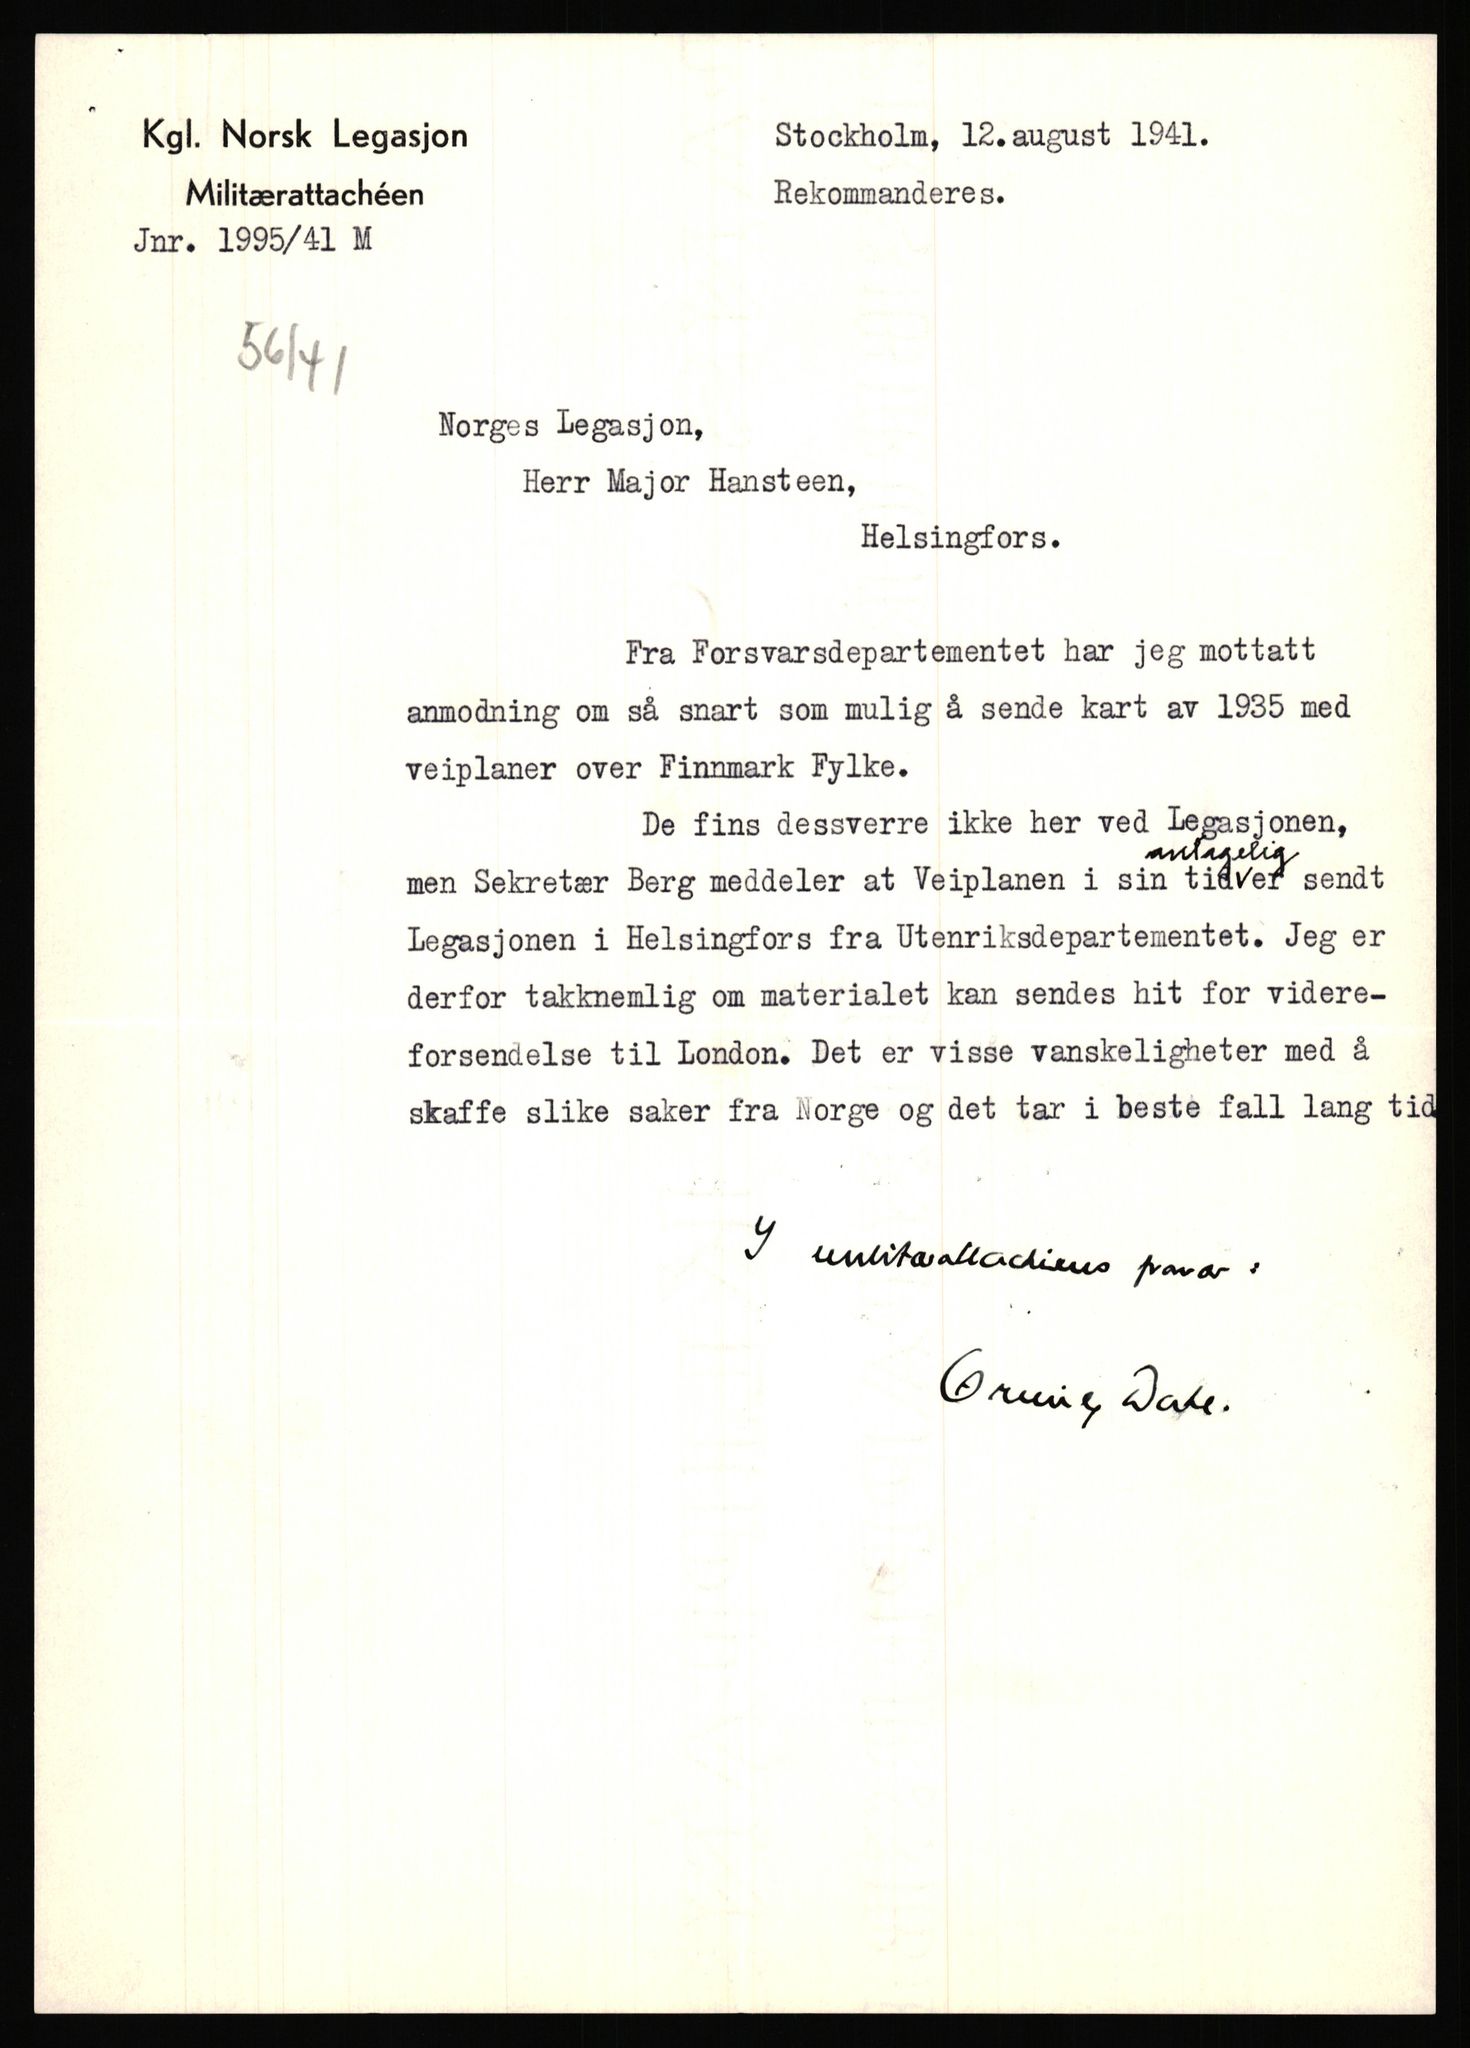 Kgl. Norsk Legasjon
Militærattachéen
Jnr. 1995/41 M
Stockholm, 12.august 1941.
Rekommanderes.
56/41
Norges Legasjon,
Herr Major Hansteen,
Helsingfors.
Fra Forsvarsdepartementet har jeg mottatt
anmodning om så snart som mulig å sende kart av 1935 med
veiplaner over Finnmark Fylke.
De fins dessverre ikke her ved Legasjonen,
antagelig
men Sekretær Berg meddeler at Veiplanen i sin tid er sendt
Legasjonen i Helsingfors fra Utenriksdepartementet. Jeg er
derfor takknemlig om materialet kan sendes hit for videre-
forsendelse til London. Det er visse vanskeligheter med å
skaffe slike saker fra Norge og det tar i beste fall lang tid
I militærattachéens fravær:
Ørnulf Dahl.